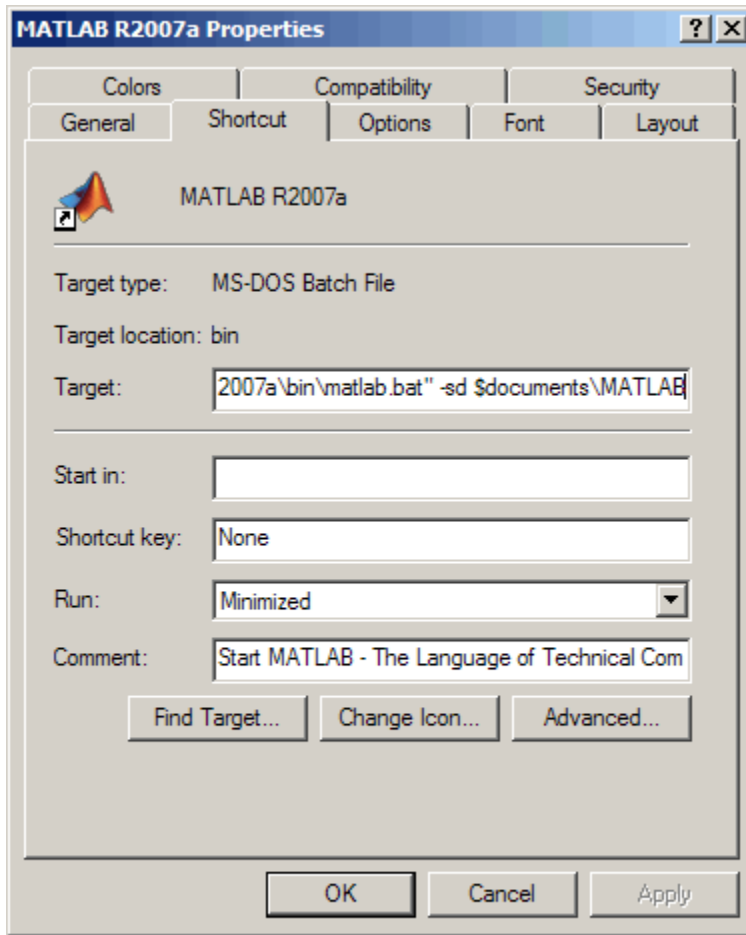 MATLAB R2007a Properties
Colors Compatibility Security
General Shortcut Options Font Layout
MATLAB R2007a
Target type: MS-DOS Batch File
Target location: bin
Target: 2007a\bin\matlab.bat" -sd $documents\MATLAB
Start in:
Shortcut key: None
Run: Minimized
Comment: Start MATLAB - The Language of Technical Com
Find Target... Change Icon... Advanced...
OK Cancel Apply